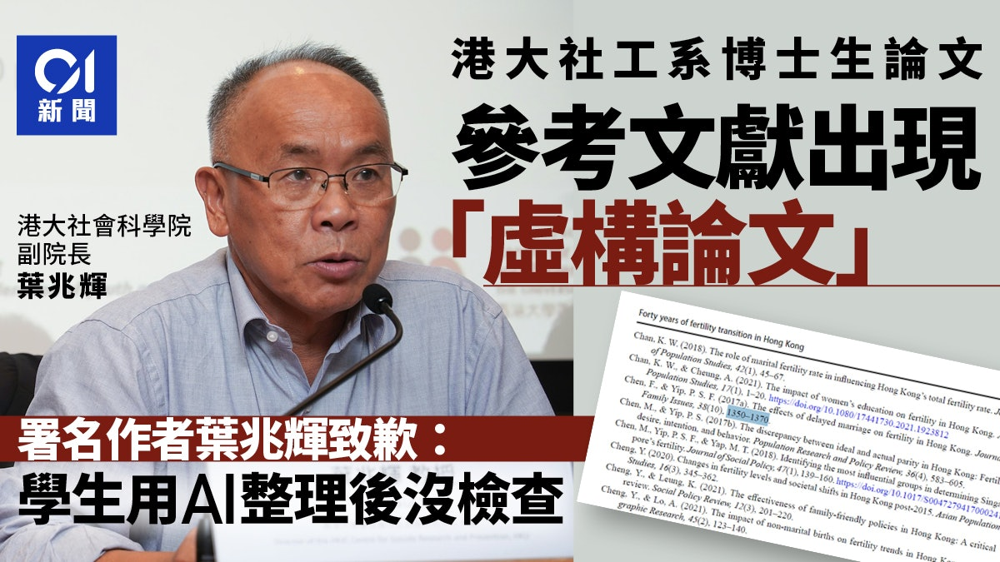 01
新聞
港大社工系博士生論文
參考文獻出現
「虛構論文」
港大社會科學院
副院長
葉兆輝
署名作者葉兆輝致歉：
學生用AI整理後沒檢查
Forty years of fertility transition in Hong Kong
Chan, K. W. (2018). The role of marital fertility rate in influencing Hong Kong's total fertility rate.
of Population Studies, 42(1), 45–67.
Chan, K. W., & Cheung, A. (2021). The impact of women's education on fertility in Hong Kong.
Population Studies, 17(1), 1–20. https://doi.org/10.1080/17441730.2021.1923812
Chen, F., & Yip, P. S. F. (2017a). The effects of delayed marriage on fertility in Hong Kong. Journal
Family Issues, 38(10), 1350–1370.
Chen, M., & Yip, P. S. (2017b). The discrepancy between ideal and actual parity in Hong Kong: Fertility
desire, intention, and behavior. Population Research and Policy Review, 36(4), 583–605.
Chen, M., Yip, P. S. F., & Yap, M. T. (2018). Identifying the most influential groups in determining Singa
pore's fertility. Journal of Social Policy, 47(1), 139–160. https://doi.org/10.1017/S0047279417000241
Cheng, Y. (2020). Changes in fertility levels and societal shifts in Hong Kong post-2015. Asian Population
Studies, 16(3), 345–362.
Cheng, Y., & Leung, K. (2021). The effectiveness of family-friendly policies in Hong Kong: A critical
review. Social Policy Review, 12(3), 201–220.
Cheng, Y., & Lo, A. (2021). The impact of non-marital births on fertility trends in Hong
graphic Research, 45(2), 123–140.